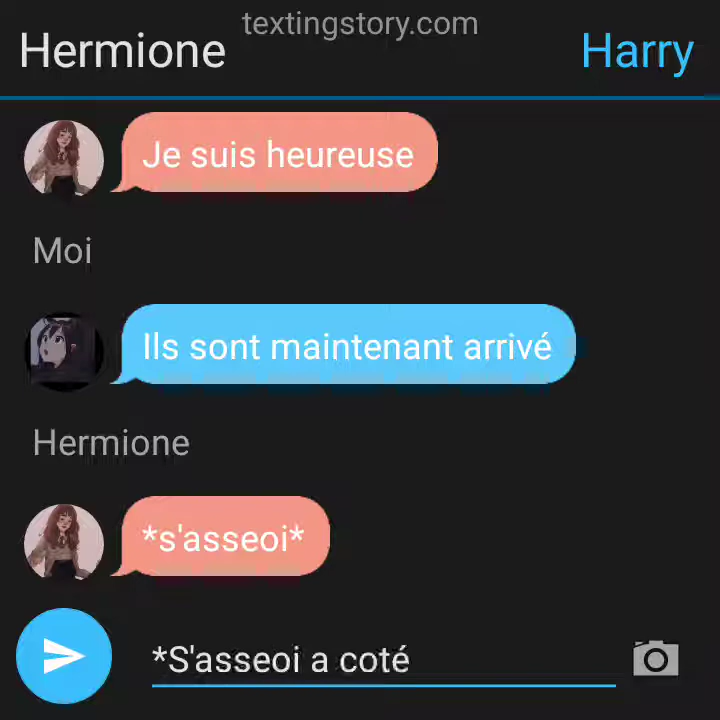 textingstory.com
Hermione
Harry
Je suis heureuse
Moi
Ils sont maintenant arrivé
Hermione
*s'asseoi*
*S'asseoi a coté